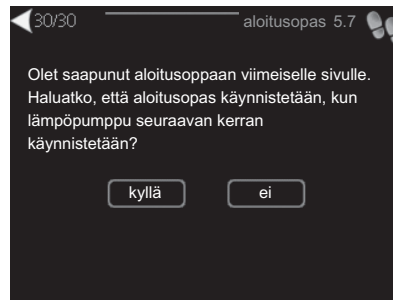 30/30 aloitusopas 5.7
Olet saapunut aloitusoppaan viimeiselle sivulle.
Haluatko, että aloitusopas käynnistetään, kun
lämpöpumppu seuraavan kerran
käynnistetään?
kyllä ei